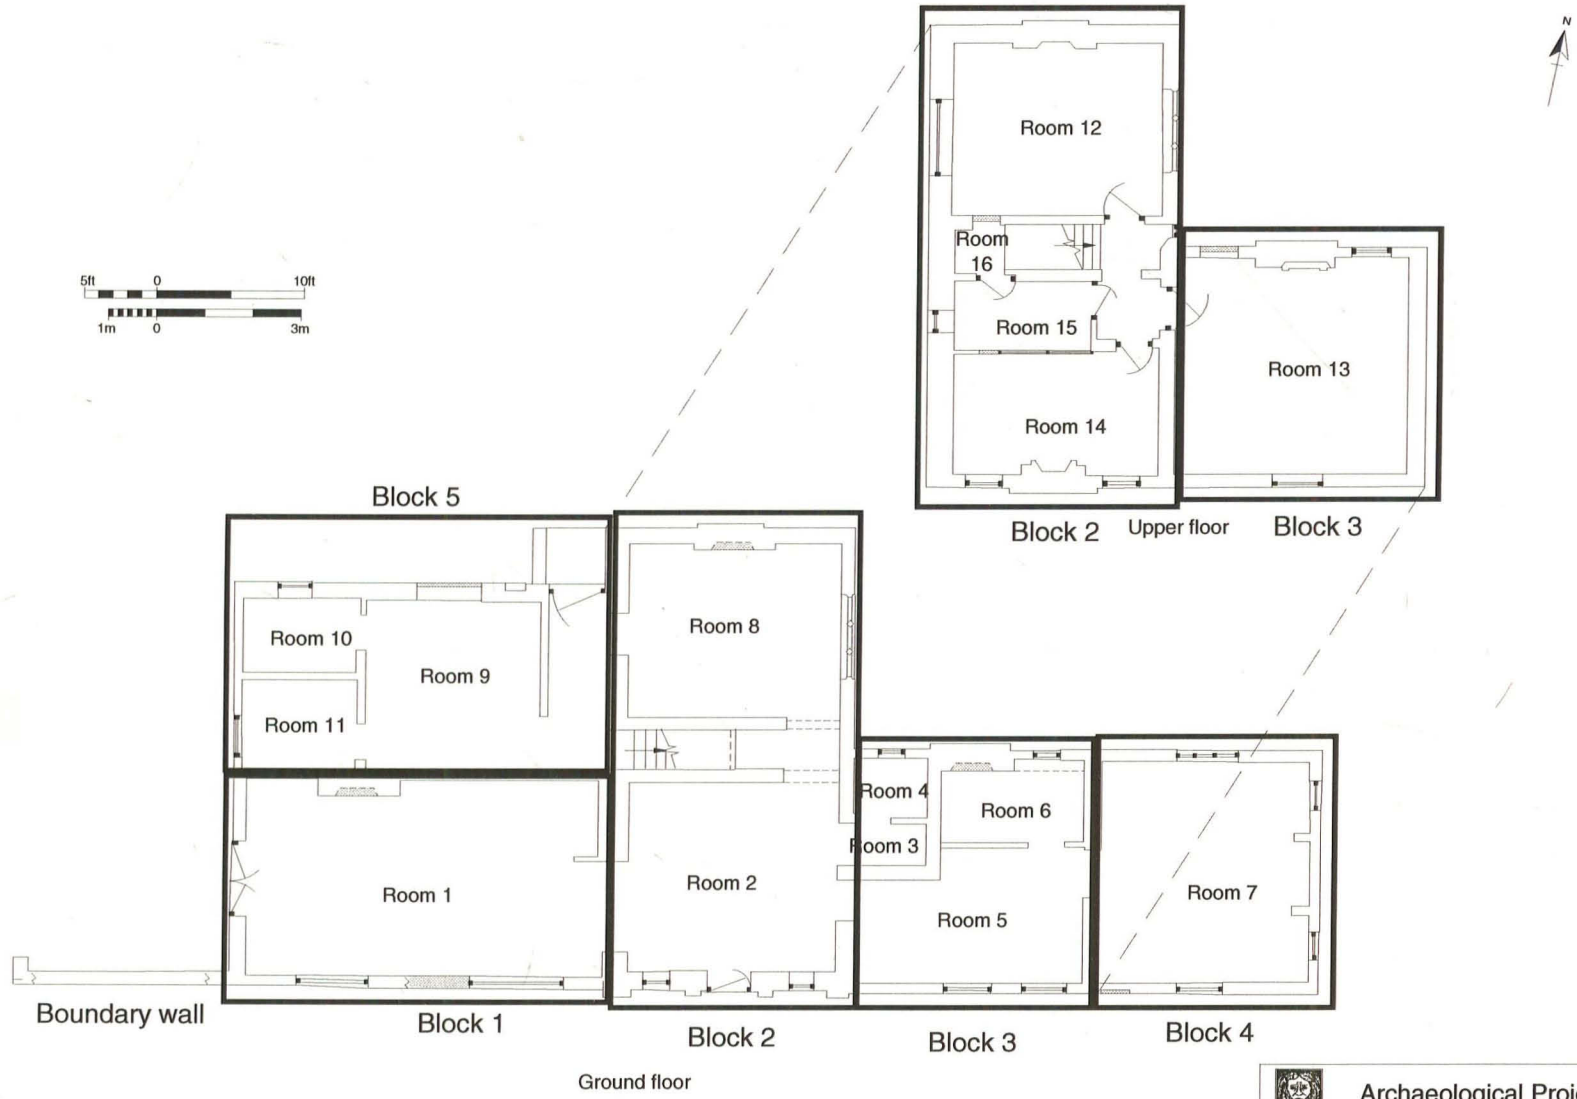 N
Room 12
Room
16
Room 15
Room 14
Room 13
Block 2
Upper floor
Block 3
5ft
0
10ft
1m
0
3m
Block 5
Room 10
Room 9
Room 11
Room 8
Room 1
Room 2
Room 4
Room 3
Room 6
Room 5
Room 7
Boundary wall
Block 1
Block 2
Block 3
Block 4
Ground floor
Archaeological